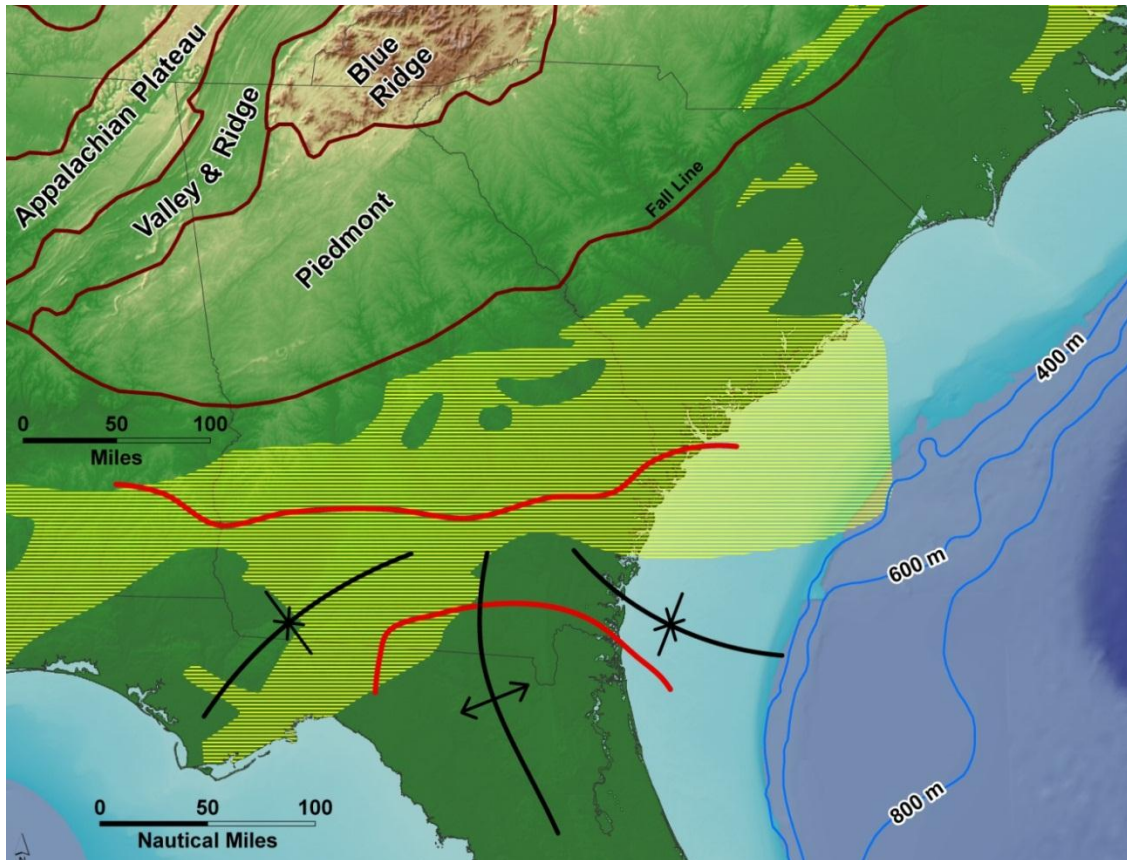 Appalachian Plateau
Valley & Ridge
Blue
Ridge
Piedmont
Fall Line
400 m
0 50 100
Miles
600 m
800 m
0 50 100
Nautical Miles